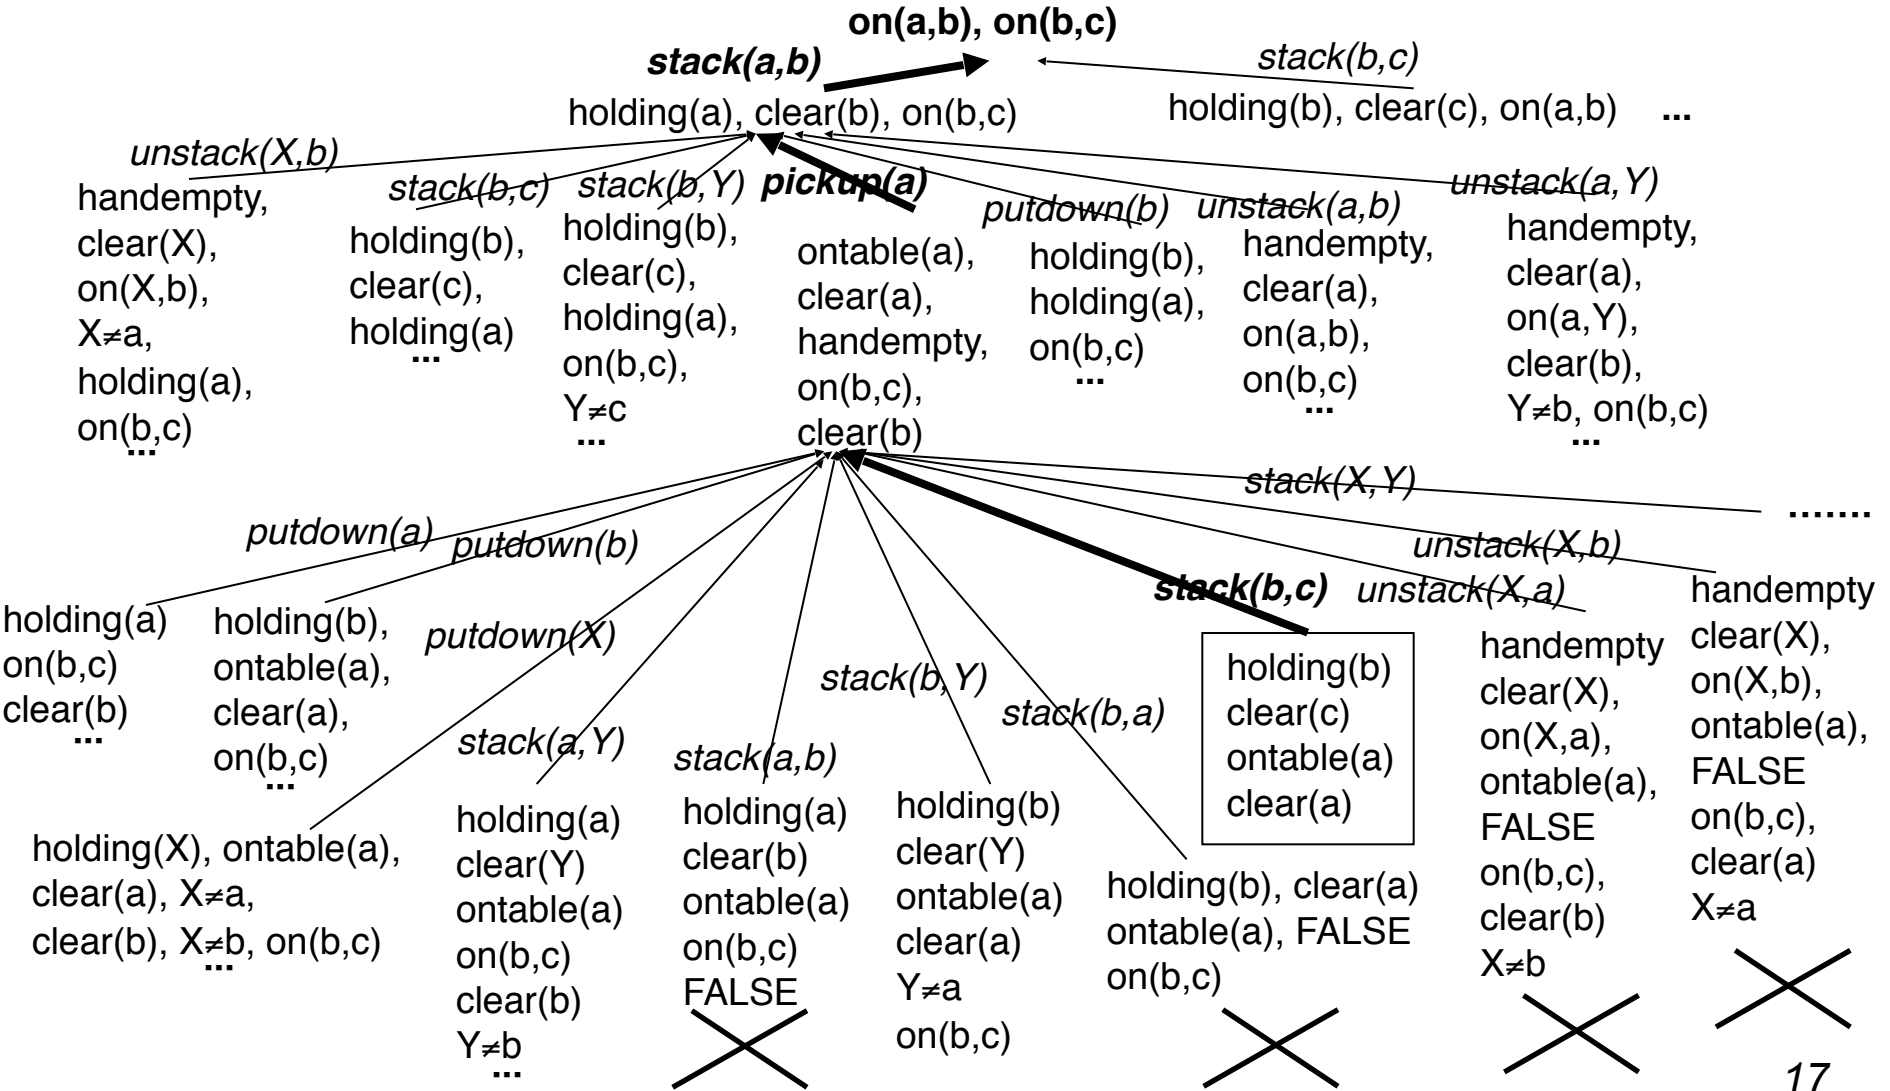 on(a,b), on(b,c)
stack(a,b)
stack(b,c)
holding(a), clear(b), on(b,c)
holding(b), clear(c), on(a,b) ...
unstack(X,b)
handempty,
clear(X),
on(X,b),
X≠a,
holding(a),
on(b,c)
...
stack(b,c)
holding(b),
clear(c),
holding(a)
...
stack(b,Y)
holding(b),
clear(c),
holding(a),
on(b,c),
Y≠c
...
pickup(a)
ontable(a),
clear(a),
handempty,
on(b,c),
clear(b)
putdown(b)
holding(b),
holding(a),
on(b,c)
...
unstack(a,b)
handempty,
clear(a),
on(a,b),
on(b,c)
...
unstack(a,Y)
handempty,
clear(a),
on(a,Y),
clear(b),
Y≠b, on(b,c)
...
putdown(a)
holding(a)
on(b,c)
clear(b)
...
putdown(b)
holding(b),
ontable(a),
clear(a),
on(b,c)
...
putdown(X)
holding(X), ontable(a),
clear(a), X≠a,
clear(b), X≠b, on(b,c)
...
stack(a,Y)
holding(a)
clear(Y)
ontable(a)
on(b,c)
clear(b)
Y≠b
...
stack(a,b)
holding(a)
clear(b)
ontable(a)
on(b,c)
FALSE
stack(b,Y)
holding(b)
clear(Y)
ontable(a)
clear(a)
Y≠a
on(b,c)
stack(b,a)
holding(b), clear(a)
ontable(a), FALSE
on(b,c)
stack(b,c)
holding(b)
clear(c)
ontable(a)
clear(a)
unstack(X,a)
handempty
clear(X),
on(X,a),
ontable(a),
FALSE
on(b,c),
clear(b)
X≠b
unstack(X,b)
handempty
clear(X),
on(X,b),
ontable(a),
FALSE
on(b,c),
clear(a)
X≠a
stack(X,Y)
.......
17